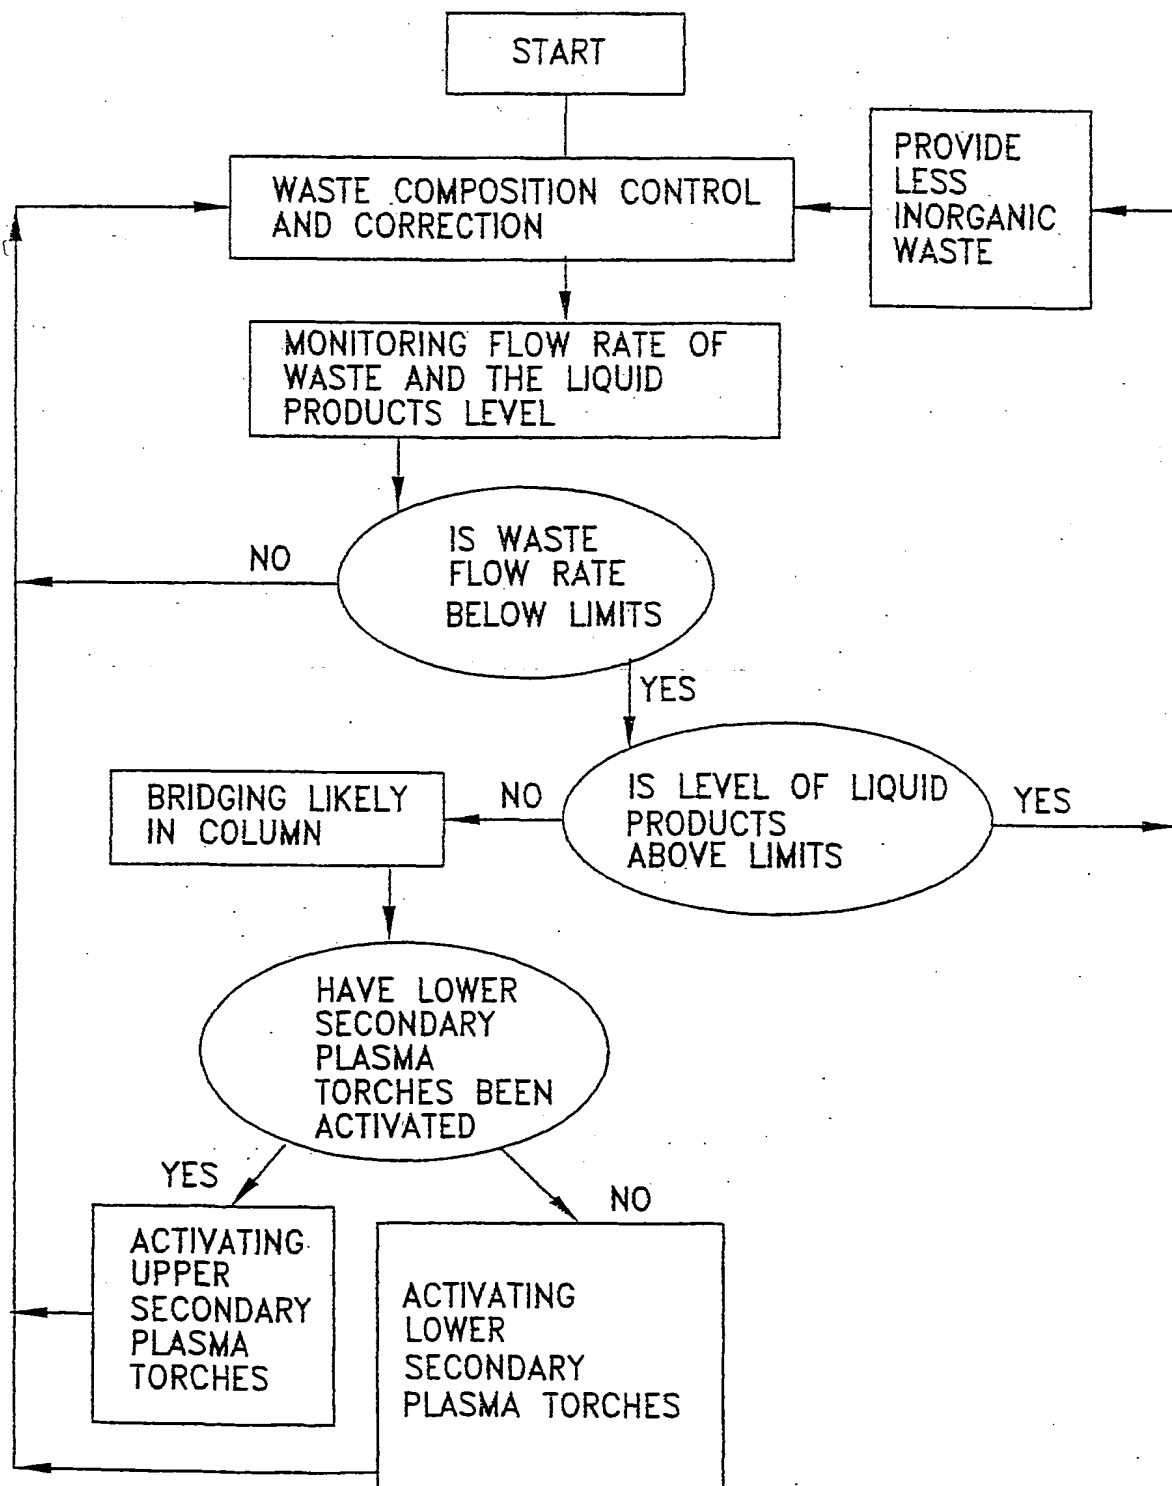 START
WASTE COMPOSITION CONTROL
AND CORRECTION
PROVIDE
LESS
INORGANIC
WASTE
MONITORING FLOW RATE OF
WASTE AND THE LIQUID
PRODUCTS LEVEL
IS WASTE
FLOW RATE
BELOW LIMITS
NO
YES
IS LEVEL OF LIQUID
PRODUCTS
ABOVE LIMITS
YES
NO
BRIDGING LIKELY
IN COLUMN
HAVE LOWER
SECONDARY
PLASMA
TORCHES BEEN
ACTIVATED
YES
NO
ACTIVATING
UPPER
SECONDARY
PLASMA
TORCHES
ACTIVATING
LOWER
SECONDARY
PLASMA TORCHES